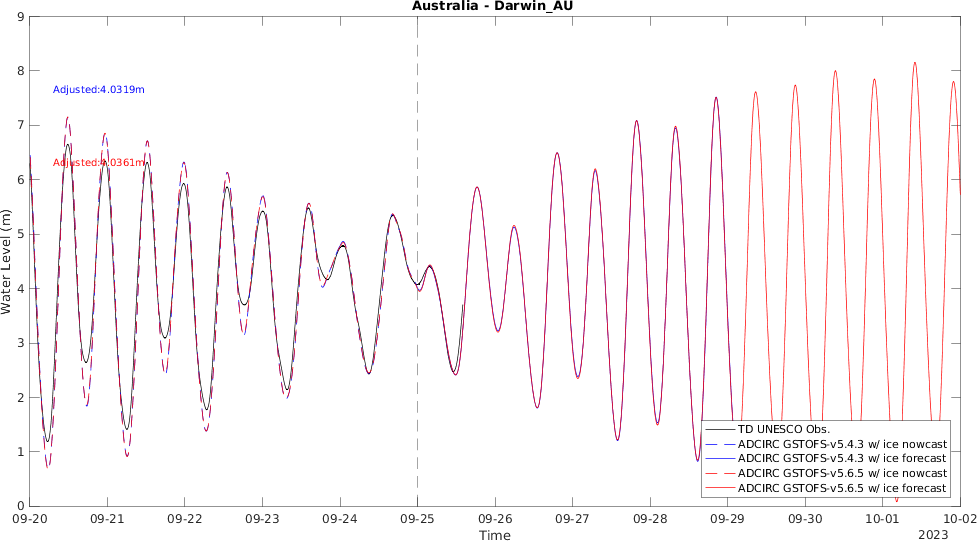 Australia - Darwin_AU
9
8
7
6
5
4
3
2
1
0
Water Level (m)
Adjusted:4.0319m
Adjusted:4.0361m
TD UNESCO Obs.
ADCIRC GSTOFS-v5.4.3 w/ ice nowcast
ADCIRC GSTOFS-v5.4.3 w/ ice forecast
ADCIRC GSTOFS-v5.6.5 w/ ice nowcast
ADCIRC GSTOFS-v5.6.5 w/ ice forecast
09-20 09-21 09-22 09-23 09-24 09-25 09-26 09-27 09-28 09-29 09-30 10-01 10-02
Time
2023